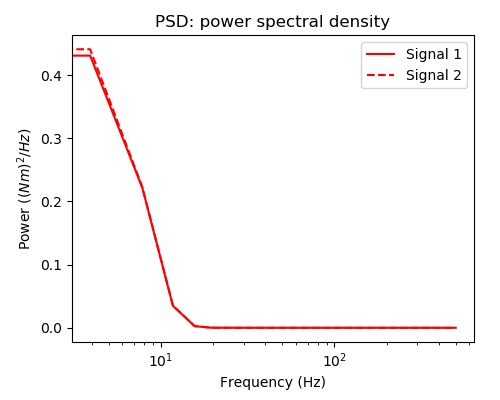 PSD: power spectral density
Signal 1
Signal 2
Power ((Nm)²/Hz)
0.4
0.3
0.2
0.1
0.0
10¹
10²
Frequency (Hz)